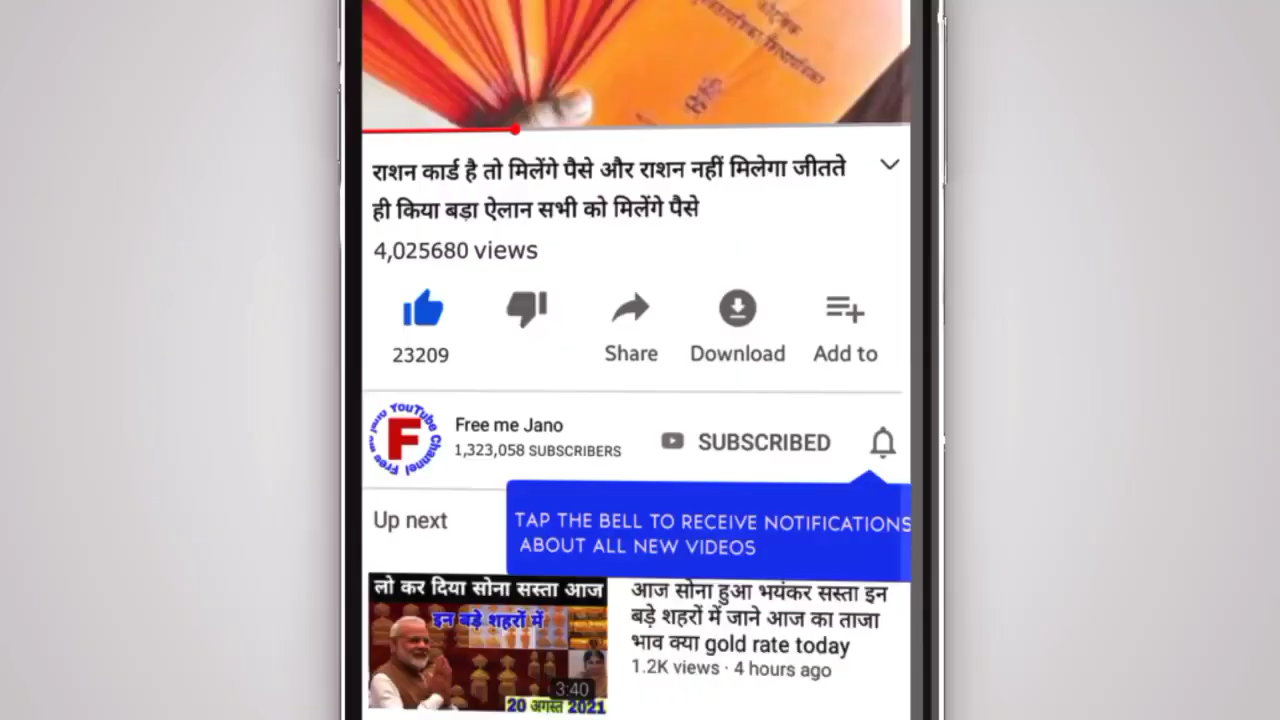 राशन कार्ड है तो मिलेंगे पैसे और राशन नहीं मिलेगा जीतते
ही किया बड़ा ऐलान सभी को मिलेंगे पैसे
4,025680 views
23209
Share
Download
Add to
YouTube Channel Free
F
Free me Jano
1,323,058 SUBSCRIBERS
SUBSCRIBED
Up next
TAP THE BELL TO RECEIVE NOTIFICATIONS
ABOUT ALL NEW VIDEOS
लो कर दिया सोना सस्ता आज
इन बड़े शहरों में
3:40
20 अगस्त 2021
आज सोना हुआ भयंकर सस्ता इन
बड़े शहरों में जाने आज का ताजा
भाव क्या gold rate today
1.2K views · 4 hours ago